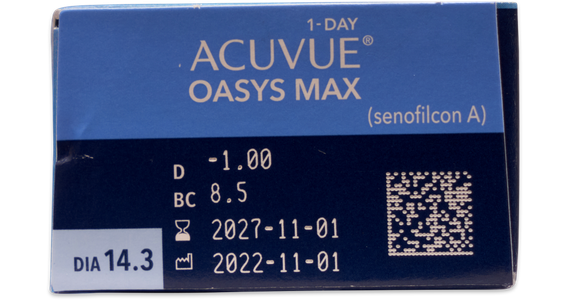 1-DAY
ACUVUE®
OASYS MAX
(senofilcon A)
D -1.00
BC 8.5
2027-11-01
DIA 14.3
2022-11-01